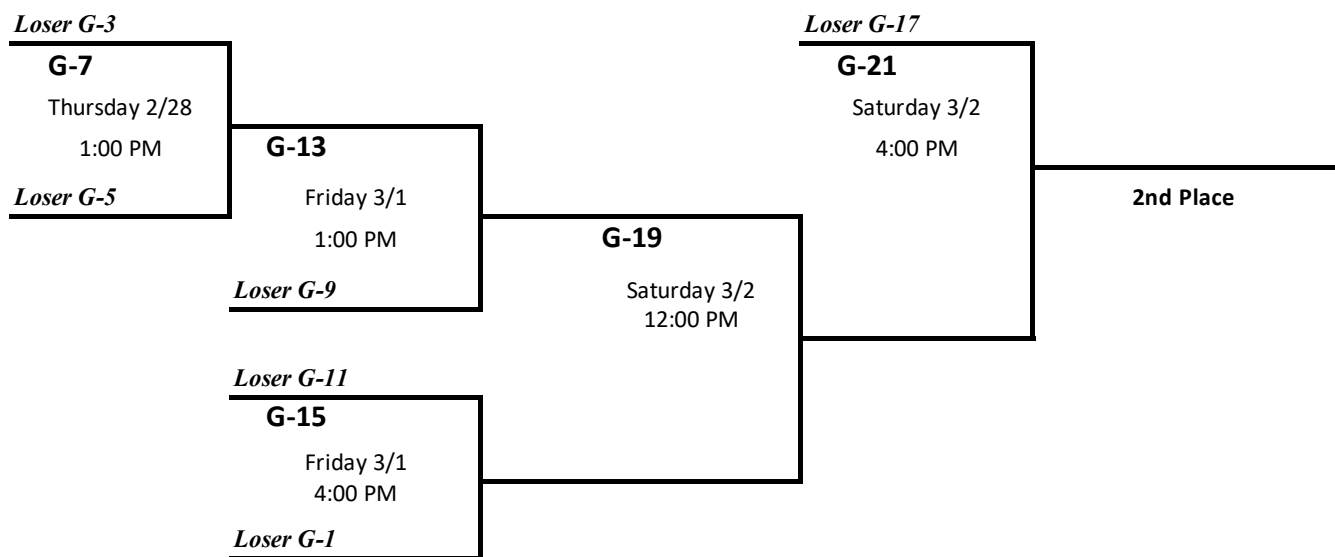 Loser G-3
G-7
Thursday 2/28
1:00 PM
Loser G-5
G-13
Friday 3/1
1:00 PM
Loser G-9
Loser G-11
G-15
Friday 3/1
4:00 PM
Loser G-1
G-19
Saturday 3/2
12:00 PM
Loser G-17
G-21
Saturday 3/2
4:00 PM
2nd Place